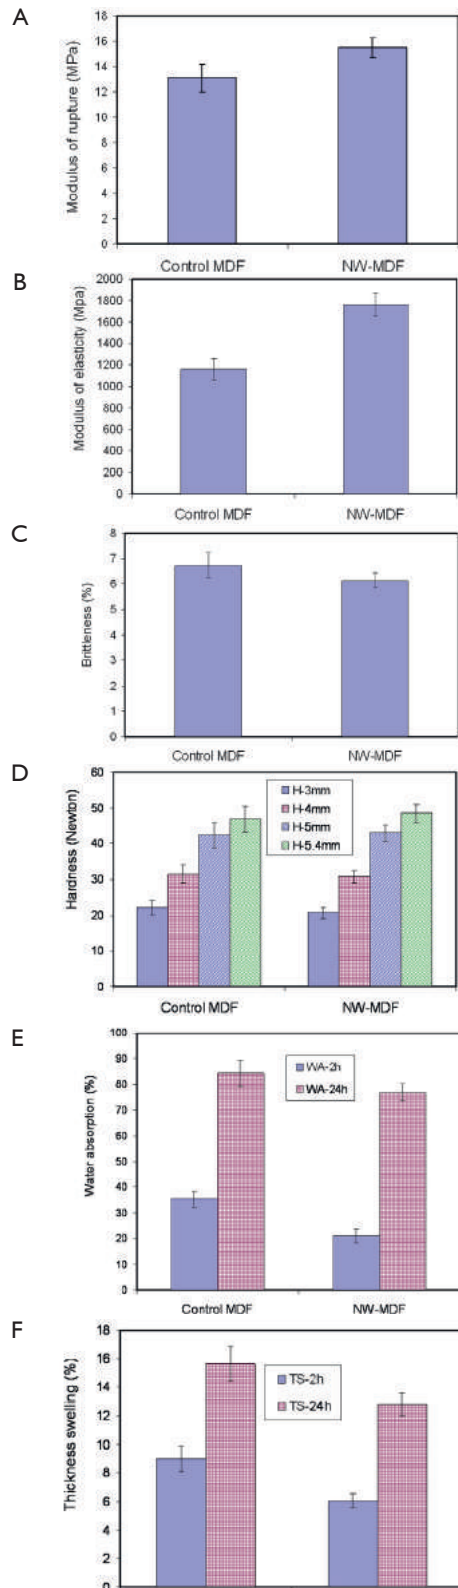 A
Modulus of rupture (MPa)
18
16
14
12
10
8
6
4
2
0
Control MDF NW-MDF
B
Modulus of elasticity (Mpa)
2000
1800
1600
1400
1200
1000
800
600
400
200
0
Control MDF NW-MDF
C
Brittleness (%)
8
7
6
5
4
3
2
1
0
Control MDF NW-MDF
D
Hardness (Newton)
60
50
40
30
20
10
0
H-3mm
H-4mm
H-5mm
H-5.4mm
Control MDF NW-MDF
E
Water absorption (%)
100
90
80
70
60
50
40
30
20
10
0
WA-2h
WA-24h
Control MDF NW-MDF
F
Thickness swelling (%)
18
16
14
12
10
8
6
4
2
0
TS-2h
TS-24h